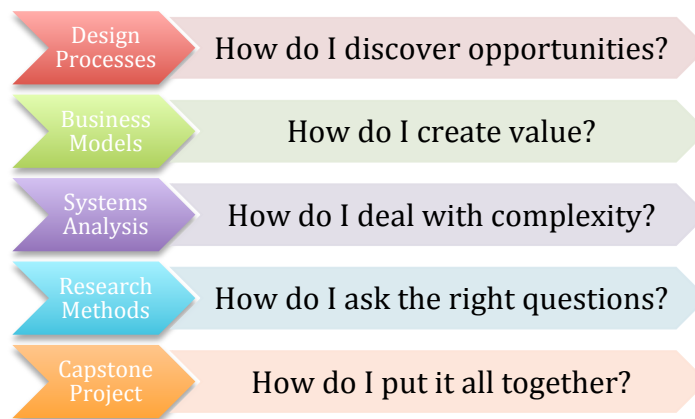 Design
Processes
How do I discover opportunities?
Business
Models
How do I create value?
Systems
Analysis
How do I deal with complexity?
Research
Methods
How do I ask the right questions?
Capstone
Project
How do I put it all together?